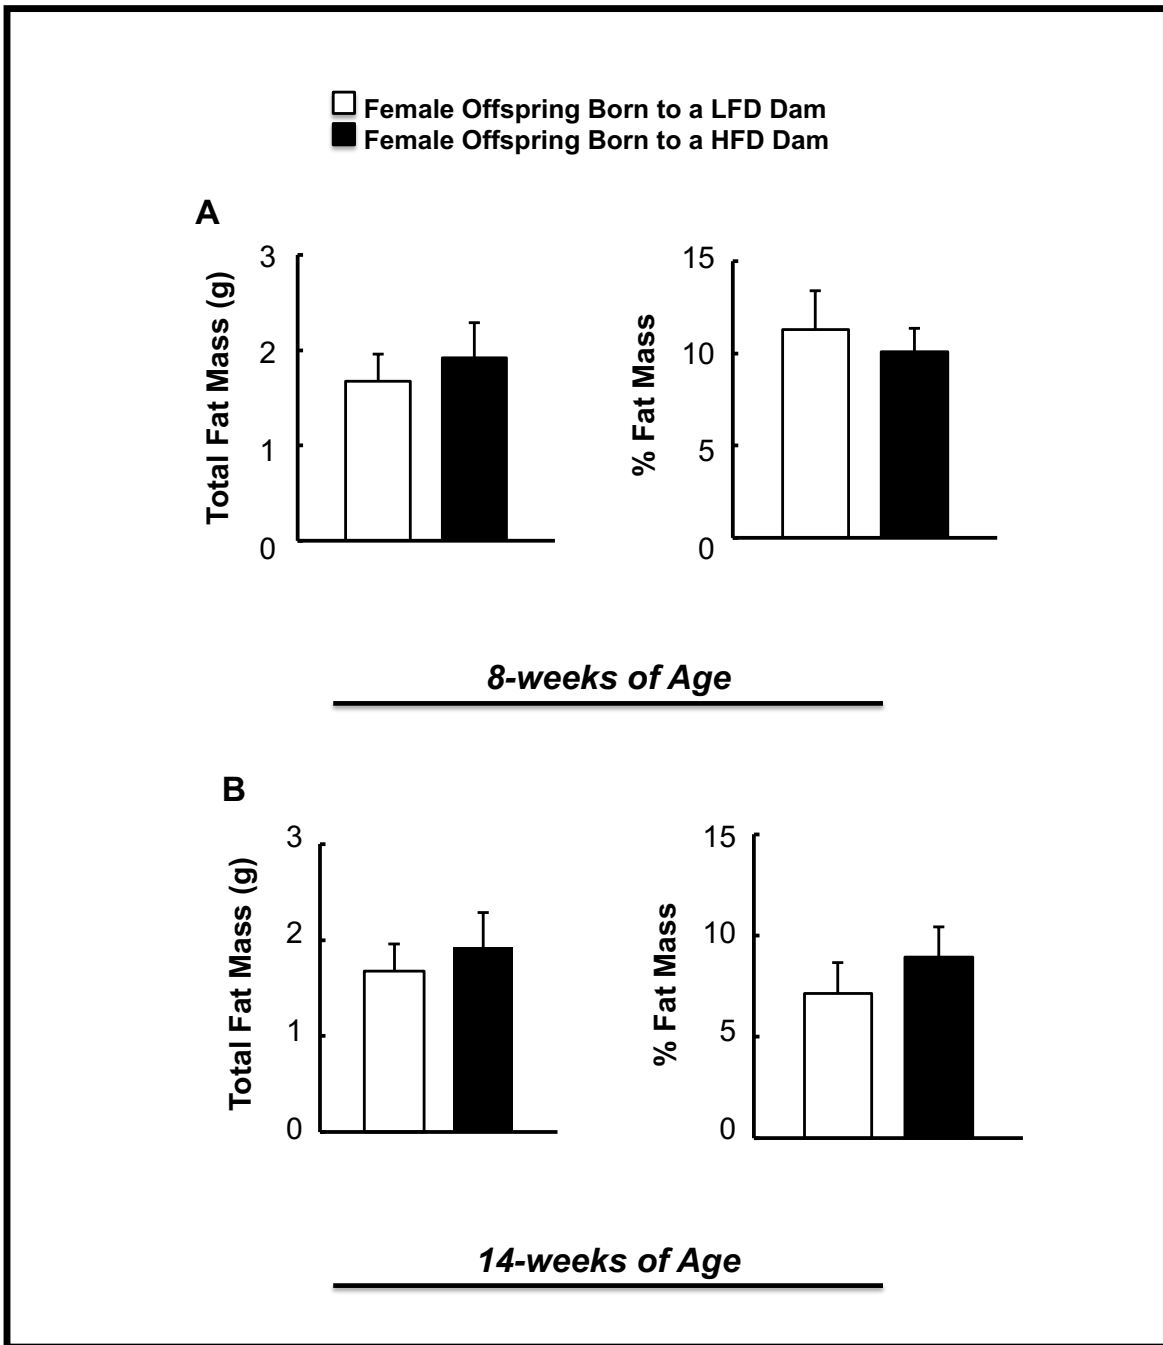 Female Offspring Born to a LFD Dam
Female Offspring Born to a HFD Dam
A
Total Fat Mass (g)
3
2
1
0
% Fat Mass
15
10
5
0
8-weeks of Age
B
Total Fat Mass (g)
3
2
1
0
% Fat Mass
15
10
5
0
14-weeks of Age